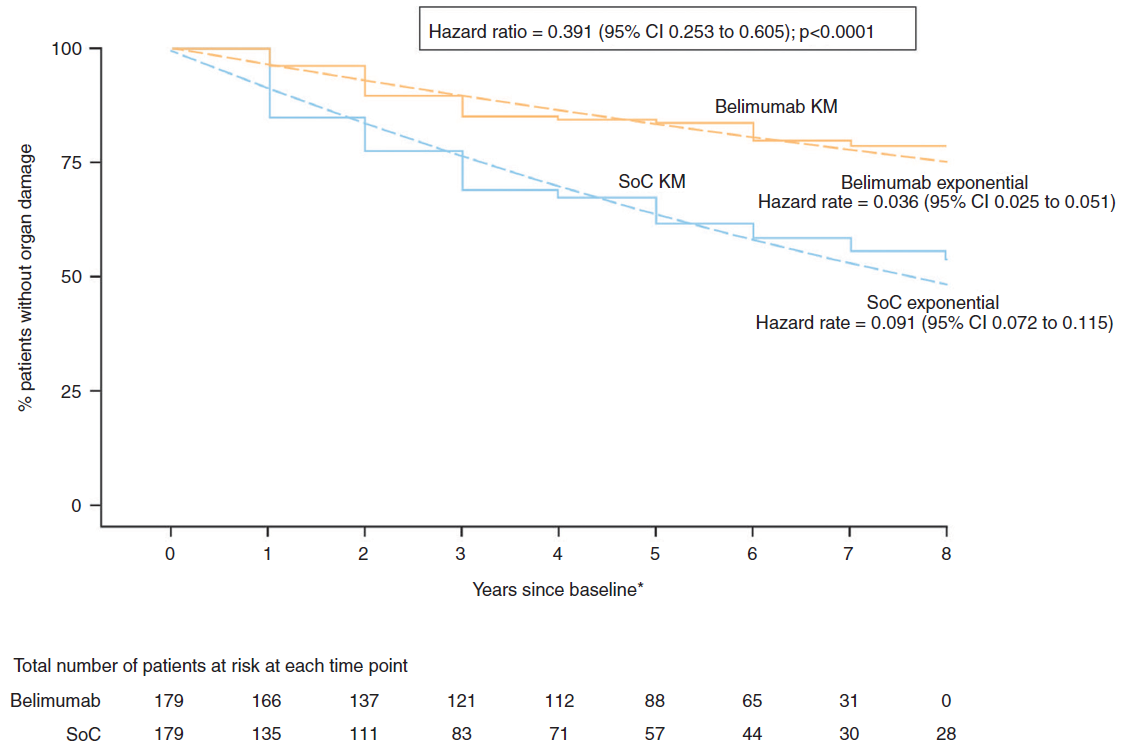 Hazard ratio = 0.391 (95% CI 0.253 to 0.605); p<0.0001
100
75
50
25
0
% patients without organ damage
Belimumab KM
SoC KM
Belimumab exponential
Hazard rate = 0.036 (95% CI 0.025 to 0.051)
SoC exponential
Hazard rate = 0.091 (95% CI 0.072 to 0.115)
0 1 2 3 4 5 6 7 8
Years since baseline*
Total number of patients at risk at each time point
Belimumab 179 166 137 121 112 88 65 31 0
SoC 179 135 111 83 71 57 44 30 28